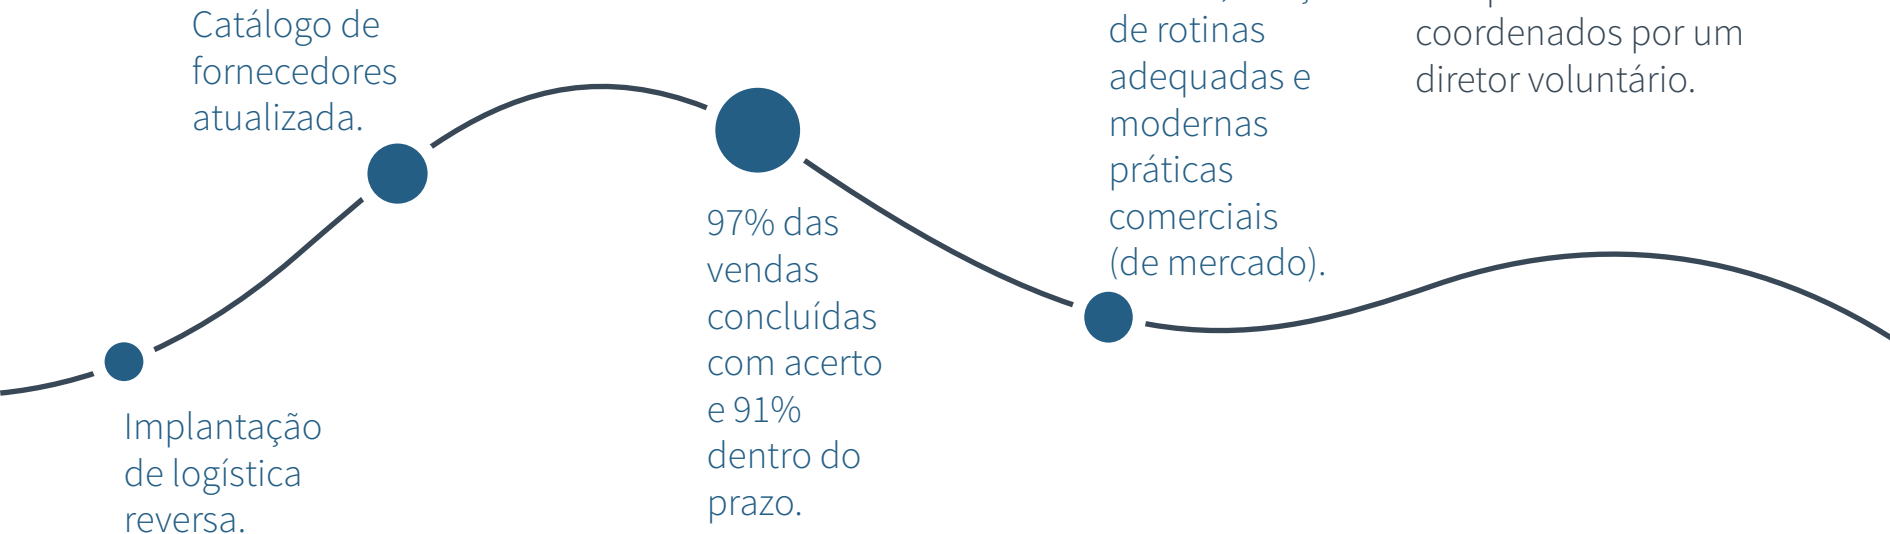 Catálogo de
fornecedores
atualizada.
Implantação
de logística
reversa.
97% das
vendas
concluídas
com acerto
e 91%
dentro do
prazo.
de rotinas
adequadas e
modernas
práticas
comerciais
(de mercado).
coordenados por um
diretor voluntário.